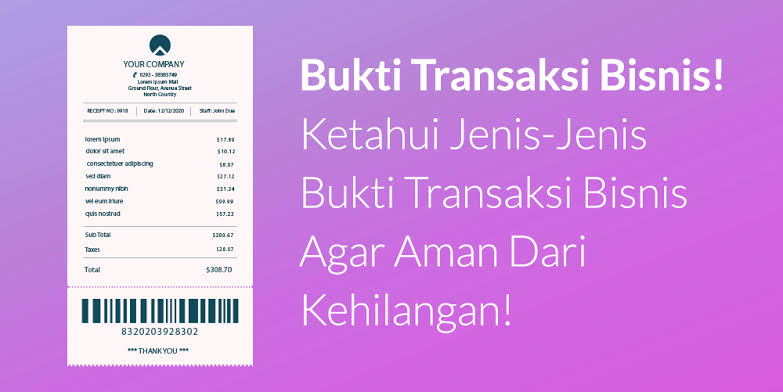 YOUR COMPANY
0293 - 38383749
Lorem Ipsum Mall
Ground Floor, Avenue Street
North Country
RECEIPT NO : 0918 Date : 12/12/2020 Staff: John Doe
lorem ipsum $17.89
dolor sit amet $10.12
consectetuer adipiscing $8.97
sed diam $27.12
nonummy nibh $21.34
vel eum iriure $99.99
quis nostrud $57.23
Sub Total $280.67
Taxes $28.07
Total $308.70
8320203928302
*** THANK YOU ***
Bukti Transaksi Bisnis!
Ketahui Jenis-Jenis
Bukti Transaksi Bisnis
Agar Aman Dari
Kehilangan!